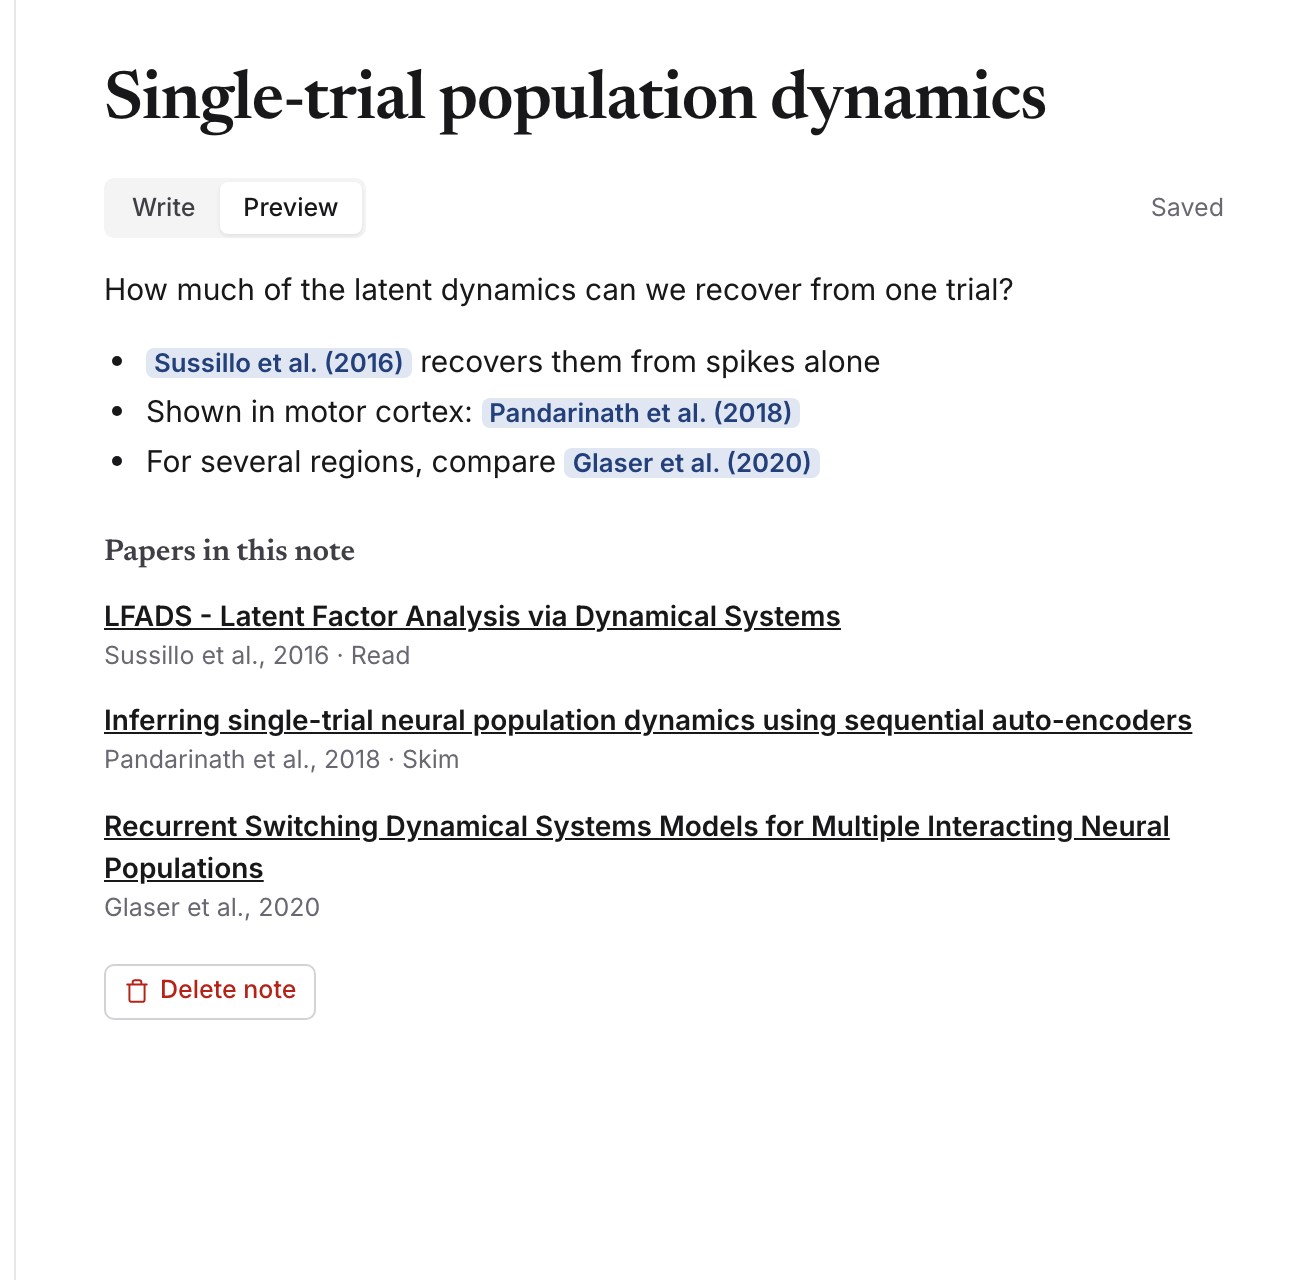 Single-trial population dynamics
Write
Preview
Saved
How much of the latent dynamics can we recover from one trial?
• Sussillo et al. (2016) recovers them from spikes alone
• Shown in motor cortex: Pandarinath et al. (2018)
• For several regions, compare Glaser et al. (2020)
Papers in this note
LFADS - Latent Factor Analysis via Dynamical Systems
Sussillo et al., 2016 · Read
Inferring single-trial neural population dynamics using sequential auto-encoders
Pandarinath et al., 2018 · Skim
Recurrent Switching Dynamical Systems Models for Multiple Interacting Neural
Populations
Glaser et al., 2020
Delete note